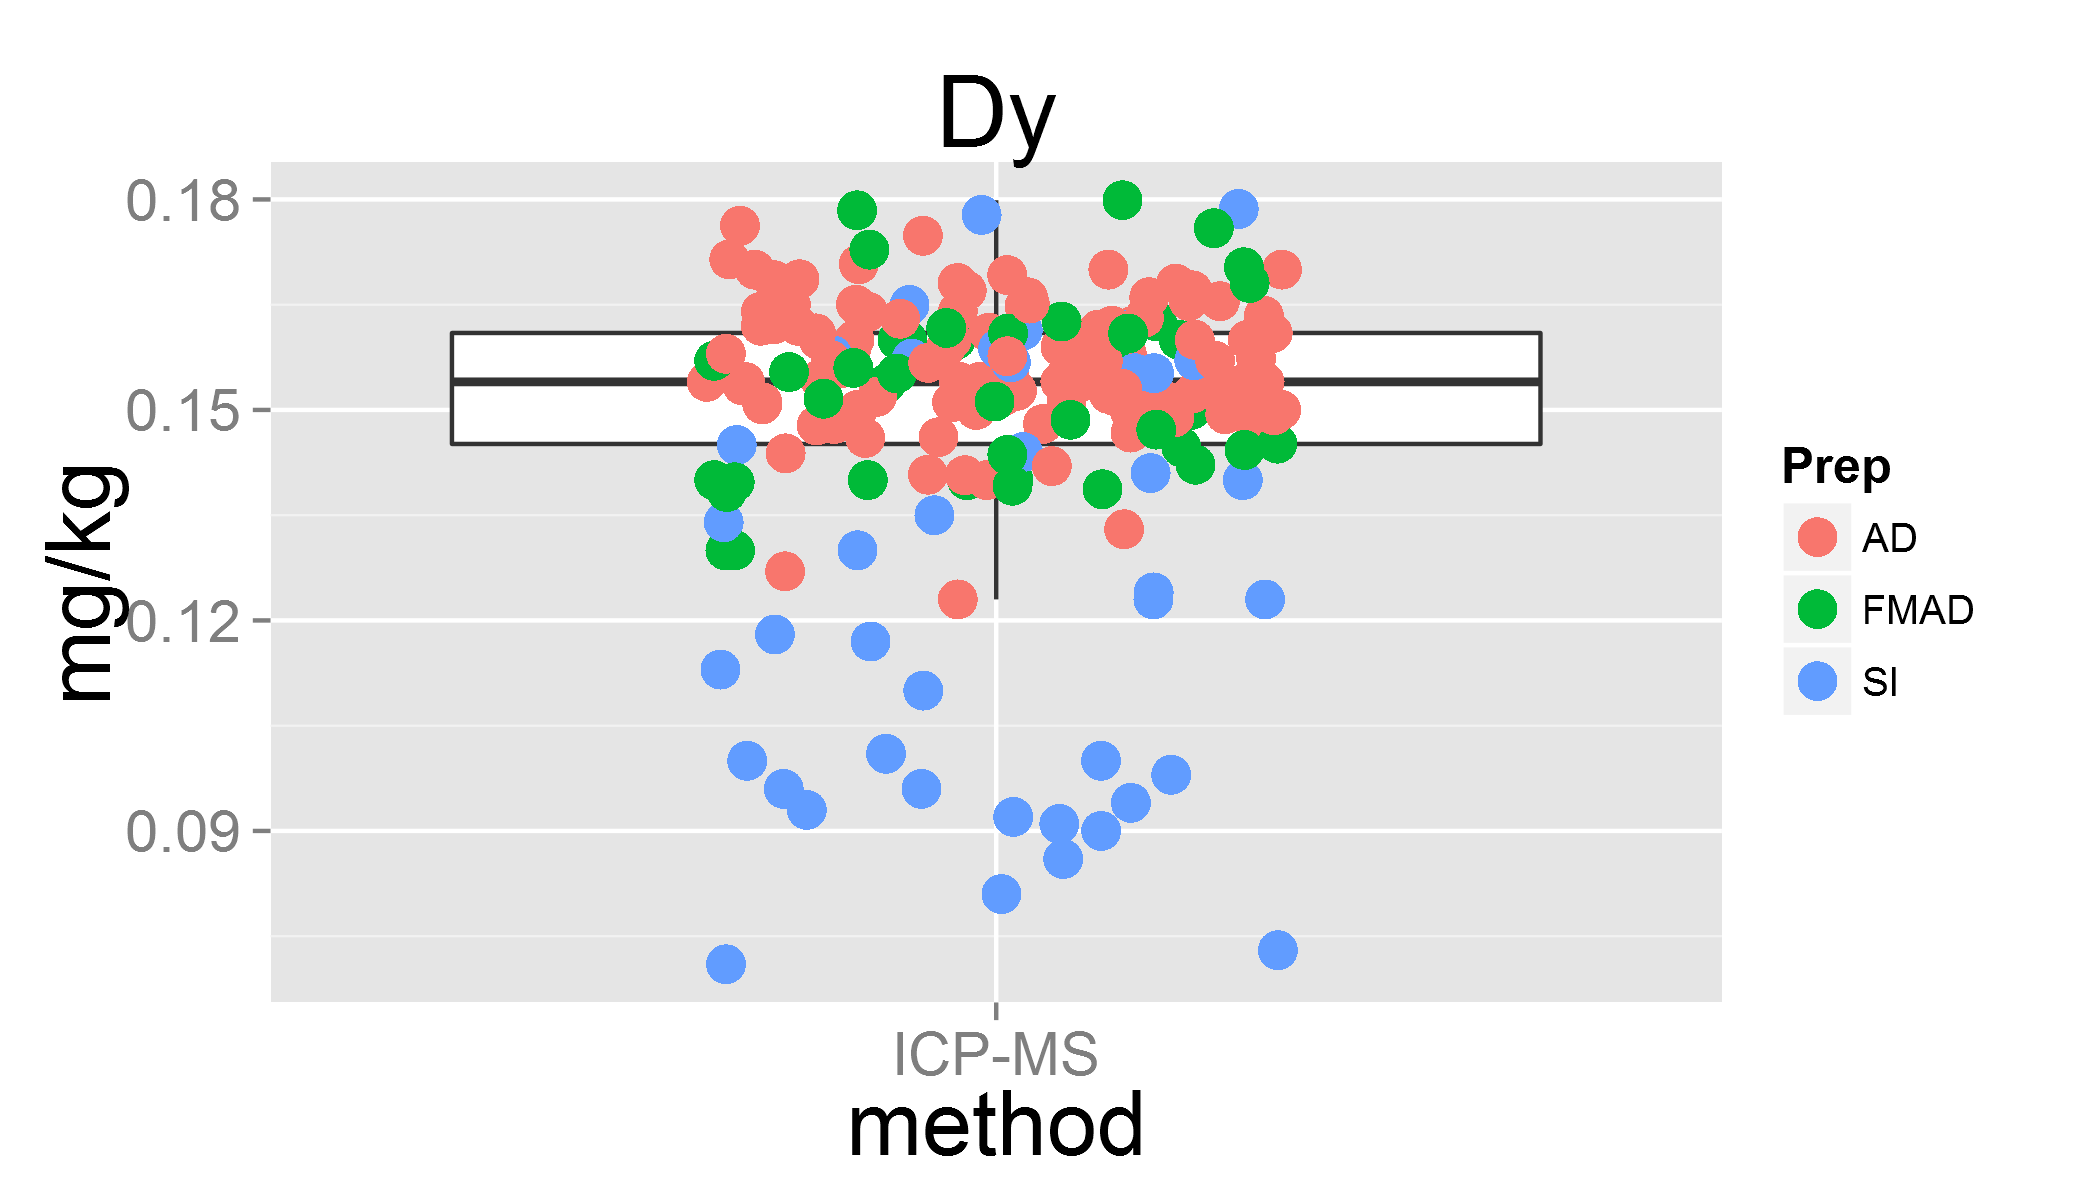 Dy
mg/kg
0.18
0.15
0.12
0.09
ICP-MS
method
Prep
AD
FMAD
SI